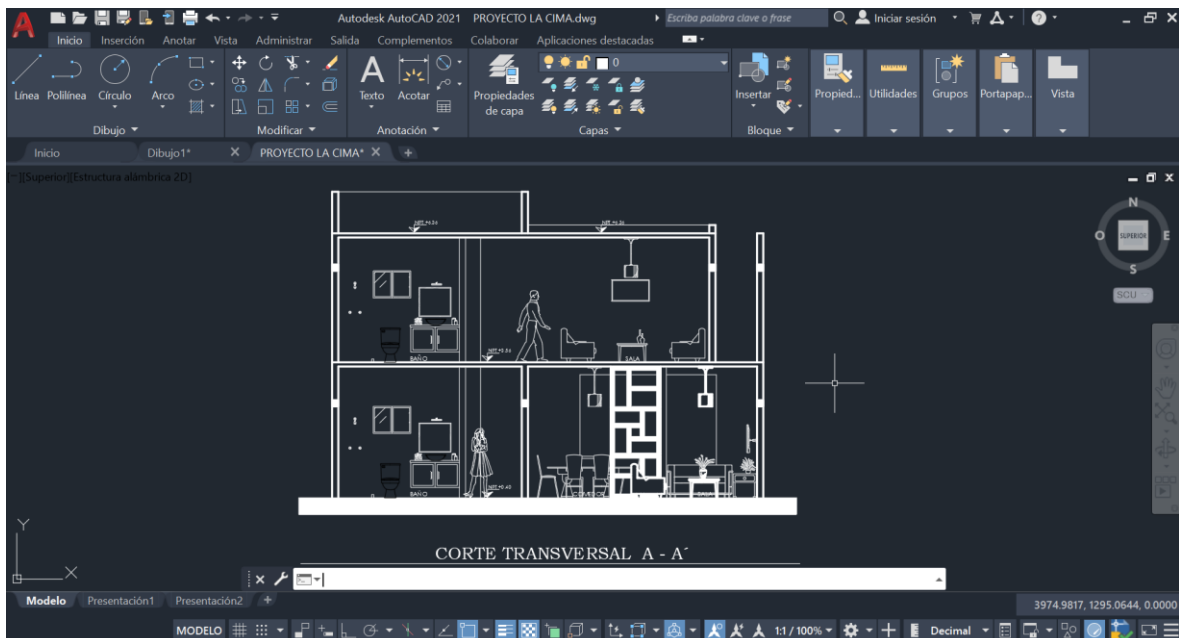 Autodesk AutoCAD 2021 PROYECTO LA CIMA.dwg Escriba palabra clave o frase Iniciar sesión
Inicio Inserción Anotar Vista Administrar Salida Complementos Colaborar Aplicaciones destacadas
0
Línea Polilínea Círculo Arco Texto Acotar Propiedades de capa Insertar Propied... Utilidades Grupos Portapap... Vista
Dibujo Modificar Anotación Capas Bloque
Inicio Dibujo1* PROYECTO LA CIMA*
[−][Superior][Estructura alámbrica 2D]
N
O SUPERIOR E
S
SCU
BAÑO SALA
BAÑO COMEDOR SALA
CORTE TRANSVERSAL A - A´
Y
X
Modelo Presentación1 Presentación2
3974.9817, 1295.0644, 0.0000
MODELO 1:1 / 100% Decimal